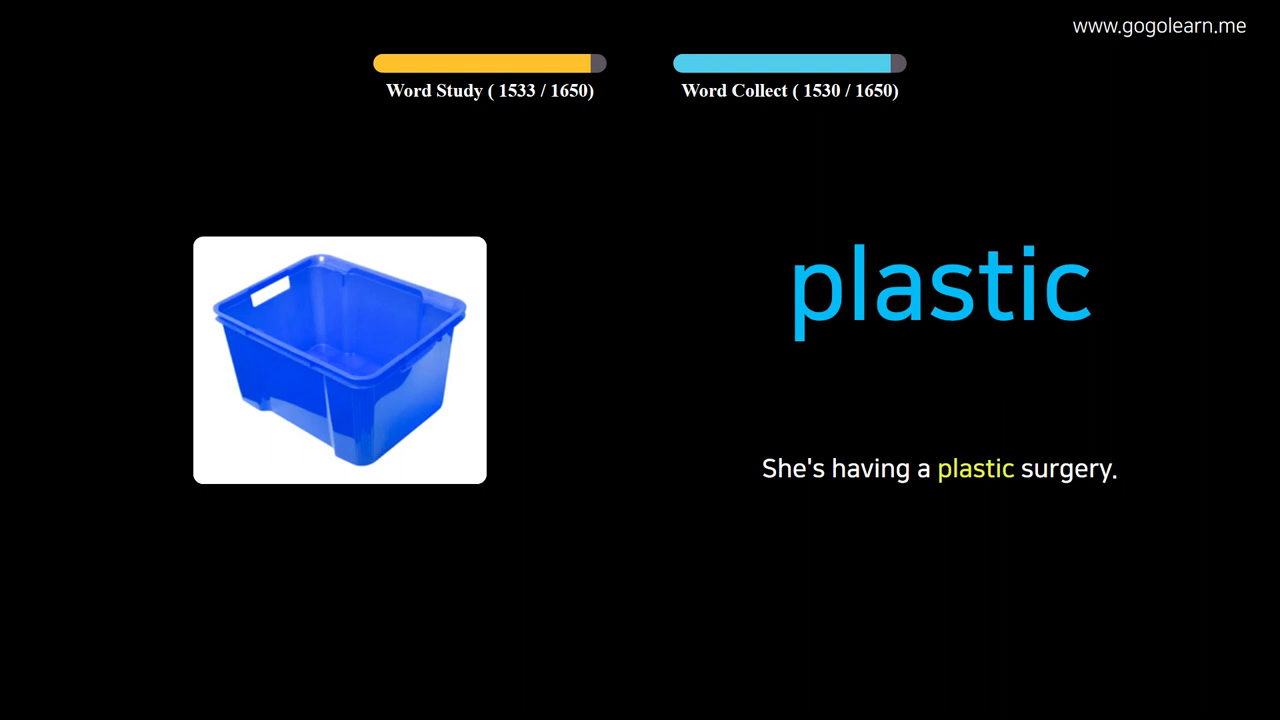 www.gogolearn.me
Word Study ( 1533 / 1650)
Word Collect ( 1530 / 1650)
plastic
She's having a plastic surgery.